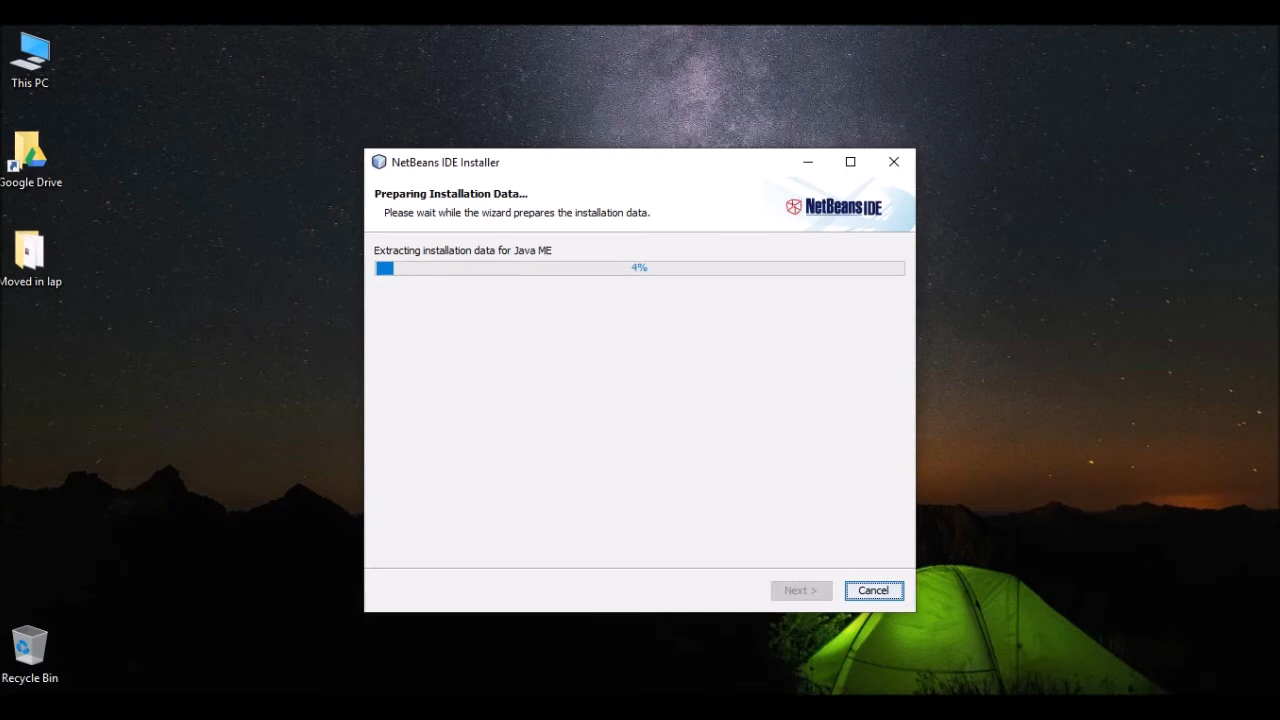 This PC
Google Drive
Moved in lap
Recycle Bin
NetBeans IDE Installer
Preparing Installation Data...
Please wait while the wizard prepares the installation data.
NetBeans IDE
Extracting installation data for Java ME
4%
Next >
Cancel